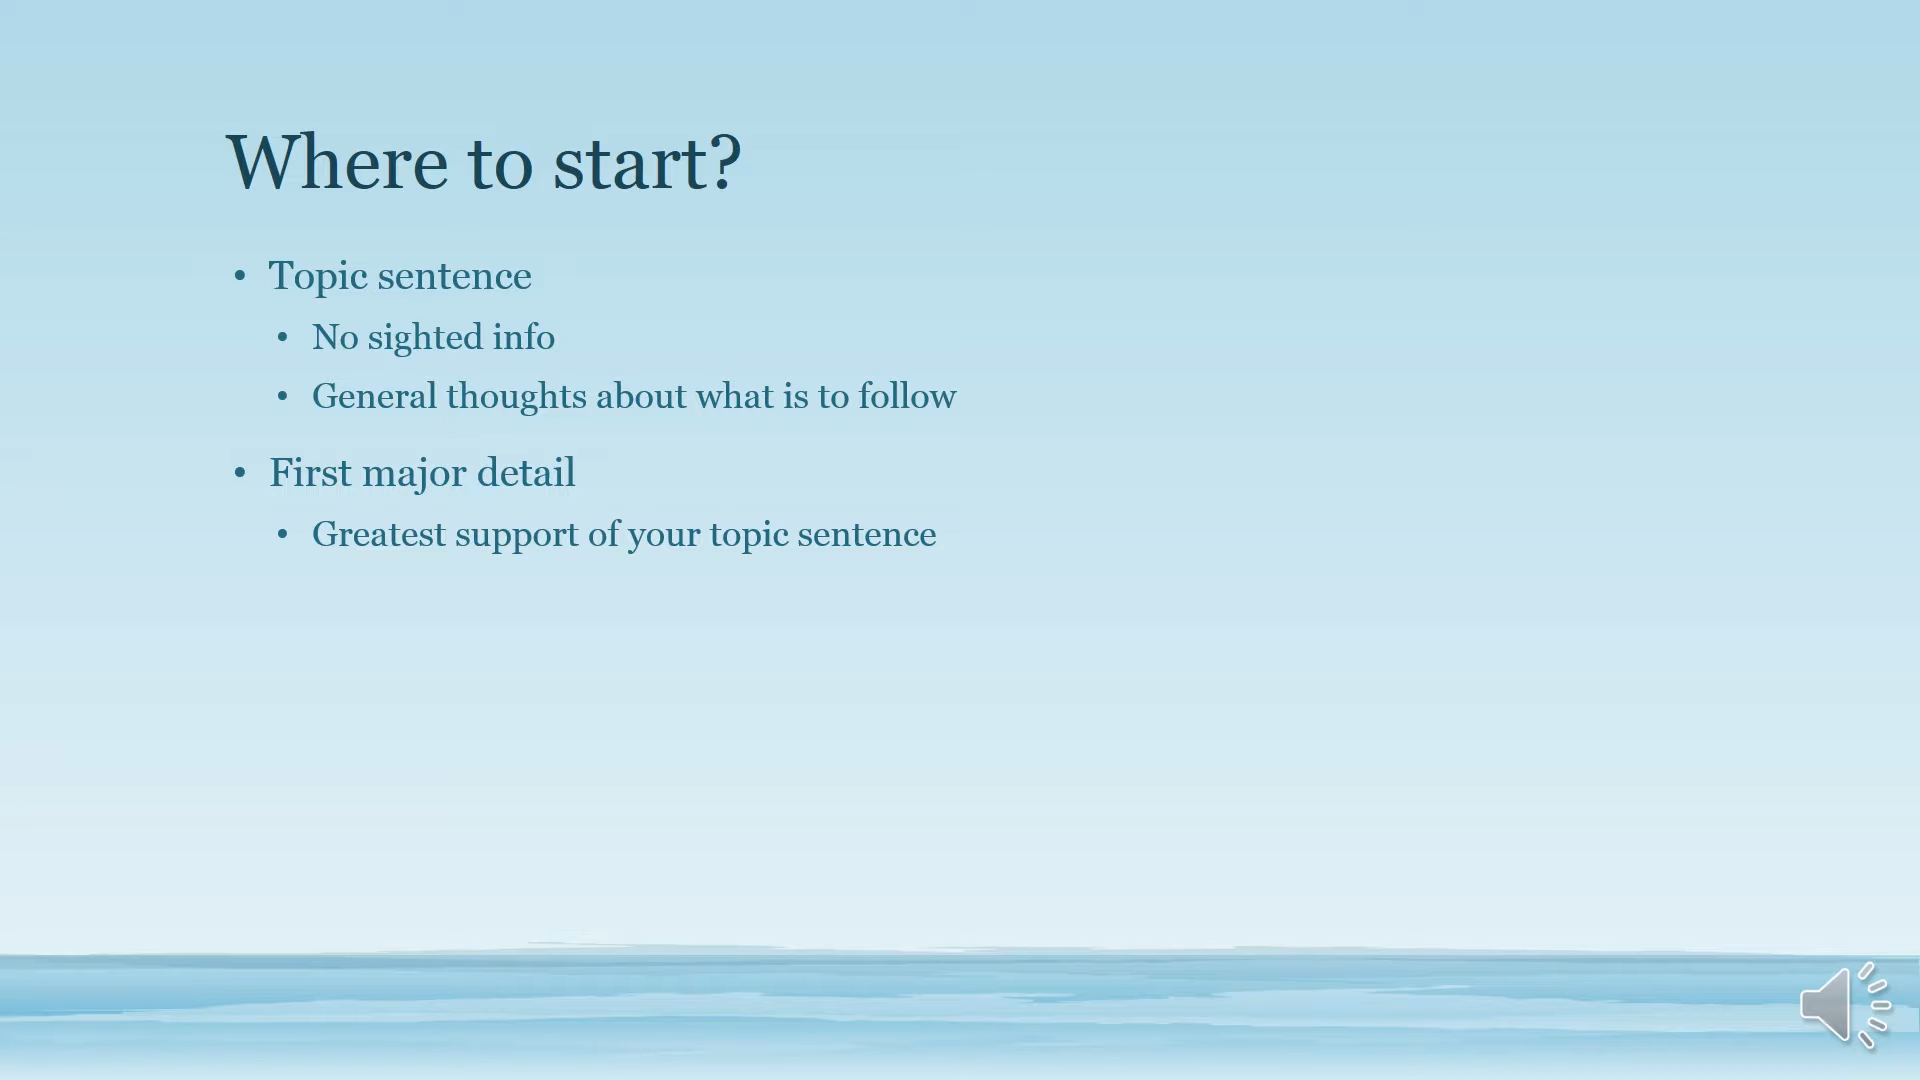 Where to start?
• Topic sentence
• No sighted info
• General thoughts about what is to follow
• First major detail
• Greatest support of your topic sentence